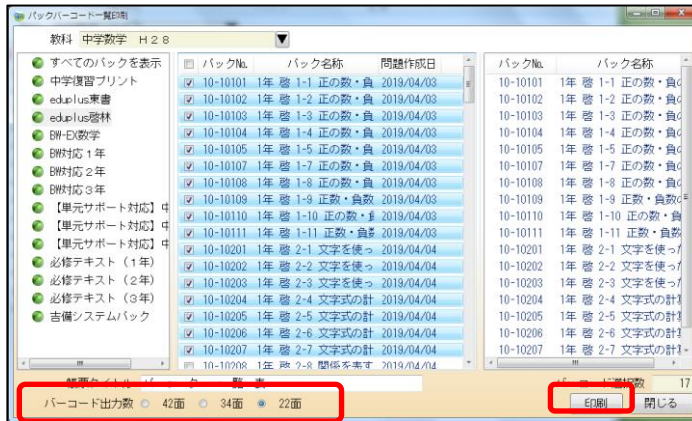 パックバーコード一覧印刷
教科 中学数学 H28
すべてのパックを表示
中学復習プリント
eduplus東書
eduplus啓林
BW-EX数学
BW対応1年
BW対応2年
BW対応3年
【単元サポート対応】中
【単元サポート対応】中
【単元サポート対応】中
必修テキスト(1年)
必修テキスト(2年)
必修テキスト(3年)
吉備システムパック
パックNo. パック名称 問題作成日
10-10101 1年 啓 1-1 正の数・負 2019/04/03
10-10102 1年 啓 1-2 正の数・負 2019/04/03
10-10103 1年 啓 1-3 正の数・負 2019/04/03
10-10104 1年 啓 1-4 正の数・負 2019/04/03
10-10105 1年 啓 1-5 正の数・負 2019/04/03
10-10107 1年 啓 1-7 正の数・負 2019/04/03
10-10108 1年 啓 1-8 正の数・負 2019/04/03
10-10109 1年 啓 1-9 正数・負数 2019/04/03
10-10110 1年 啓 1-10 正の数・ 2019/04/03
10-10111 1年 啓 1-11 正数・負数 2019/04/03
10-10201 1年 啓 2-1 文字を使っ 2019/04/04
10-10202 1年 啓 2-2 文字を使っ 2019/04/04
10-10203 1年 啓 2-3 文字を使っ 2019/04/04
10-10204 1年 啓 2-4 文字式の計 2019/04/04
10-10205 1年 啓 2-5 文字式の計 2019/04/04
10-10206 1年 啓 2-6 文字式の計 2019/04/04
10-10207 1年 啓 2-7 文字式の計 2019/04/04
10-10208 1年 啓 2-8 関係を表す 2019/04/04
パックNo. パック名称
10-10101 1年 啓 1-1 正の数・負の
10-10102 1年 啓 1-2 正の数・負の
10-10103 1年 啓 1-3 正の数・負の
10-10104 1年 啓 1-4 正の数・負の
10-10105 1年 啓 1-5 正の数・負の
10-10107 1年 啓 1-7 正の数・負の
10-10108 1年 啓 1-8 正の数・負の
10-10109 1年 啓 1-9 正数・負数の
10-10110 1年 啓 1-10 正の数・負
10-10111 1年 啓 1-11 正数・負数
10-10201 1年 啓 2-1 文字を使った
10-10202 1年 啓 2-2 文字を使った
10-10203 1年 啓 2-3 文字を使った
10-10204 1年 啓 2-4 文字式の計算
10-10205 1年 啓 2-5 文字式の計算
10-10206 1年 啓 2-6 文字式の計算
10-10207 1年 啓 2-7 文字式の計算
17
バーコード出力数 42面 34面 22面
印刷 閉じる